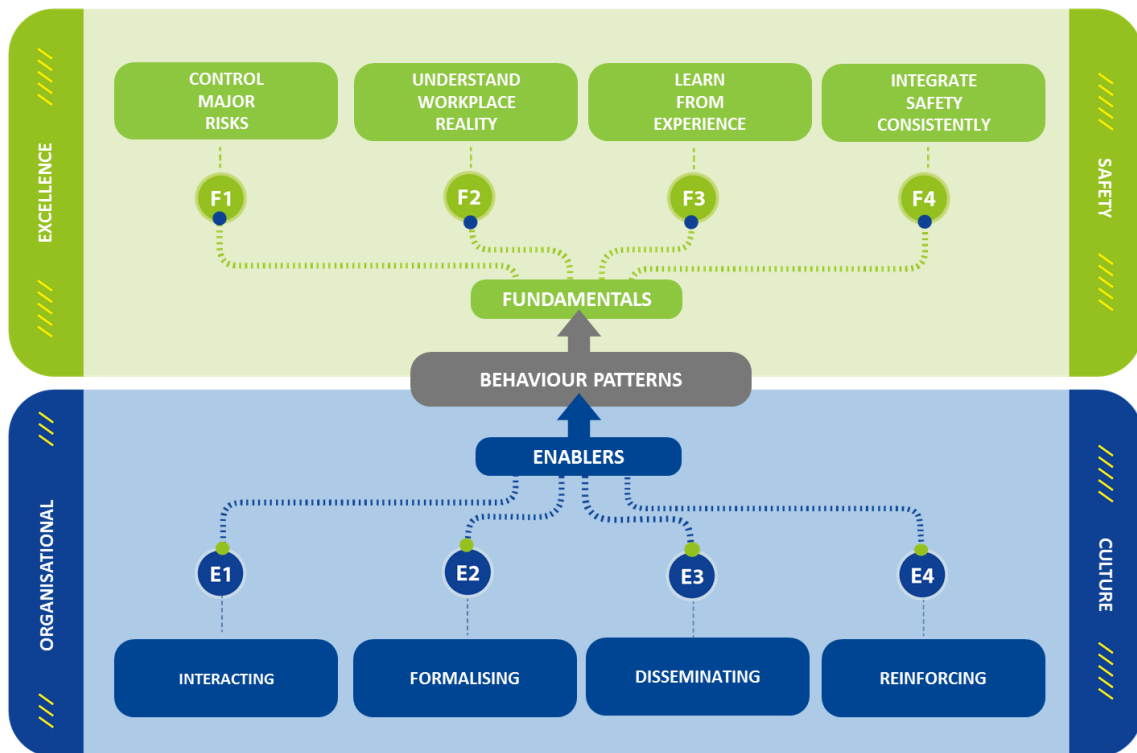 EXCELLENCE
SAFETY
CONTROL
MAJOR
RISKS
UNDERSTAND
WORKPLACE
REALITY
LEARN
FROM
EXPERIENCE
INTEGRATE
SAFETY
CONSISTENTLY
F1
F2
F3
F4
FUNDAMENTALS
BEHAVIOUR PATTERNS
ENABLERS
ORGANISATIONAL
CULTURE
E1
E2
E3
E4
INTERACTING
FORMALISING
DISSEMINATING
REINFORCING